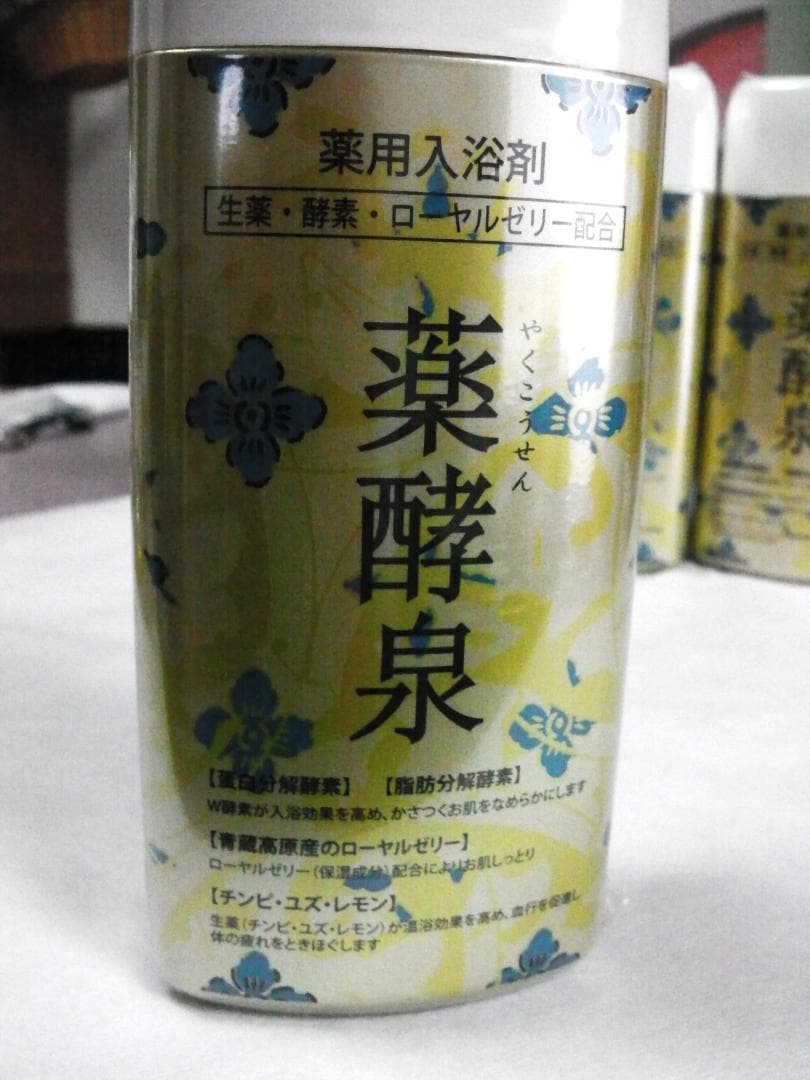 薬用入浴剤
生薬・酵素・ローヤルゼリー配合
薬酵泉
やくこうせん
【蛋白分解酵素】 【脂肪分解酵素】
W酵素が入浴効果を高め、かさつくお肌をなめらかにします
【青蔵高原産のローヤルゼリー】
ローヤルゼリー（保湿成分）配合によりお肌しっとり
【チンピ・ユズ・レモン】
生薬（チンピ・ユズ・レモン）が温浴効果を高め、血行を促進し
体の疲れをときほぐします
薬酵泉